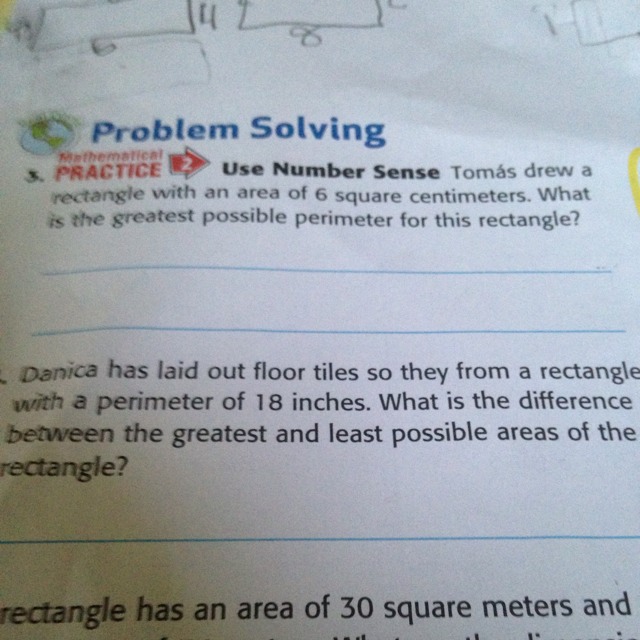 11
6
8
Problem Solving
3. Mathematical PRACTICE 2 Use Number Sense Tomás drew a
rectangle with an area of 6 square centimeters. What
is the greatest possible perimeter for this rectangle?
Danica has laid out floor tiles so they from a rectangle
with a perimeter of 18 inches. What is the difference
between the greatest and least possible areas of the
rectangle?
rectangle has an area of 30 square meters and